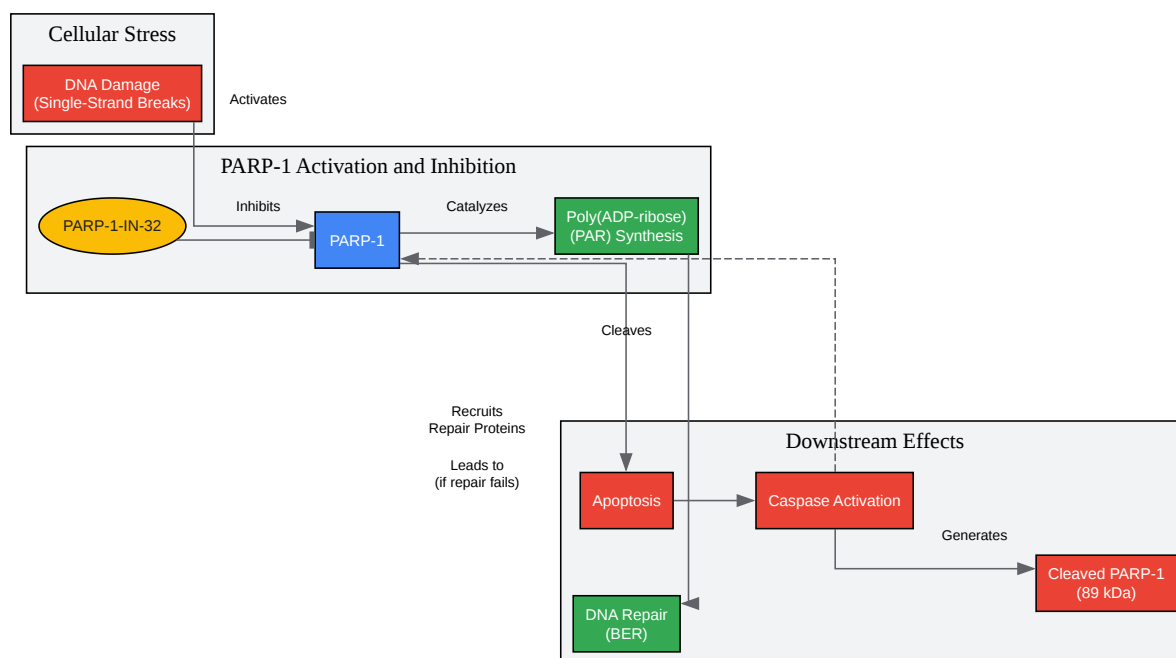 Cellular Stress
DNA Damage
(Single-Strand Breaks)
Activates
PARP-1 Activation and Inhibition
PARP-1-IN-32
Inhibits
PARP-1
Catalyzes
Poly(ADP-ribose)
(PAR) Synthesis
Cleaves
Recruits
Repair Proteins
Leads to
(if repair fails)
Downstream Effects
Apoptosis
Caspase Activation
Generates
Cleaved PARP-1
(89 kDa)
DNA Repair
(BER)